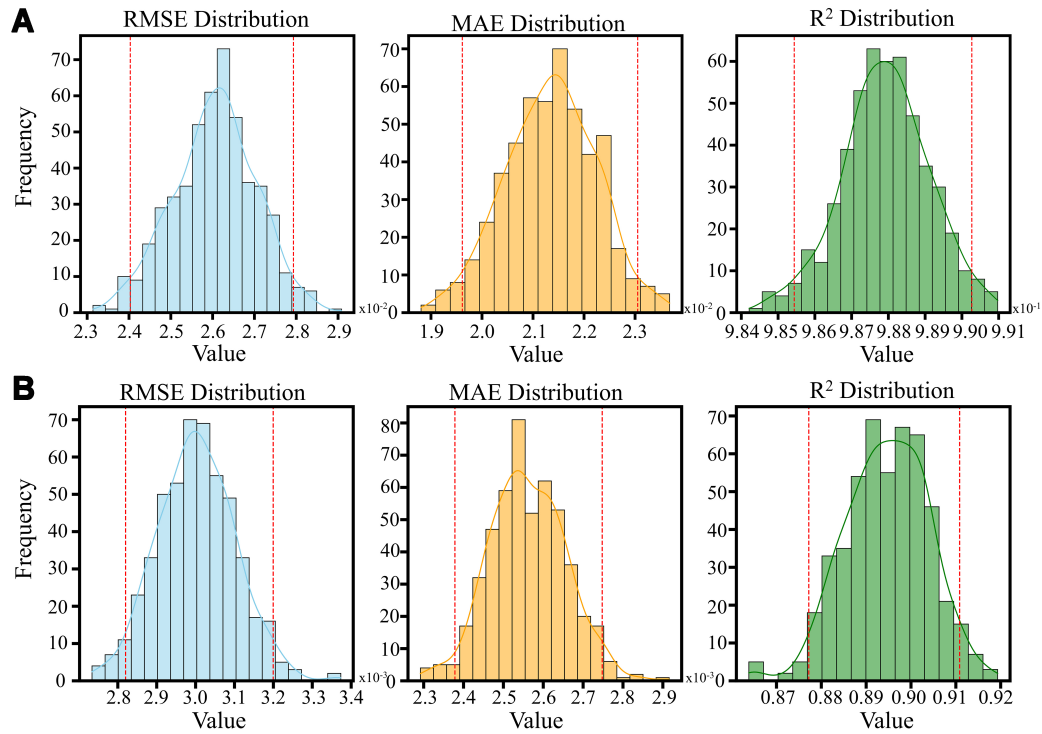 A
RMSE Distribution
MAE Distribution
R² Distribution
Frequency
70
60
50
40
30
20
10
0
2.3 2.4 2.5 2.6 2.7 2.8 2.9
x10⁻²
Value
70
60
50
40
30
20
10
0
1.9 2.0 2.1 2.2 2.3
x10⁻²
Value
60
50
40
30
20
10
0
9.84 9.85 9.86 9.87 9.88 9.89 9.90 9.91
x10⁻¹
Value
B
RMSE Distribution
MAE Distribution
R² Distribution
Frequency
70
60
50
40
30
20
10
0
2.8 2.9 3.0 3.1 3.2 3.3 3.4
x10⁻³
Value
80
70
60
50
40
30
20
10
0
2.3 2.4 2.5 2.6 2.7 2.8 2.9
x10⁻³
Value
70
60
50
40
30
20
10
0
0.87 0.88 0.89 0.90 0.91 0.92
Value